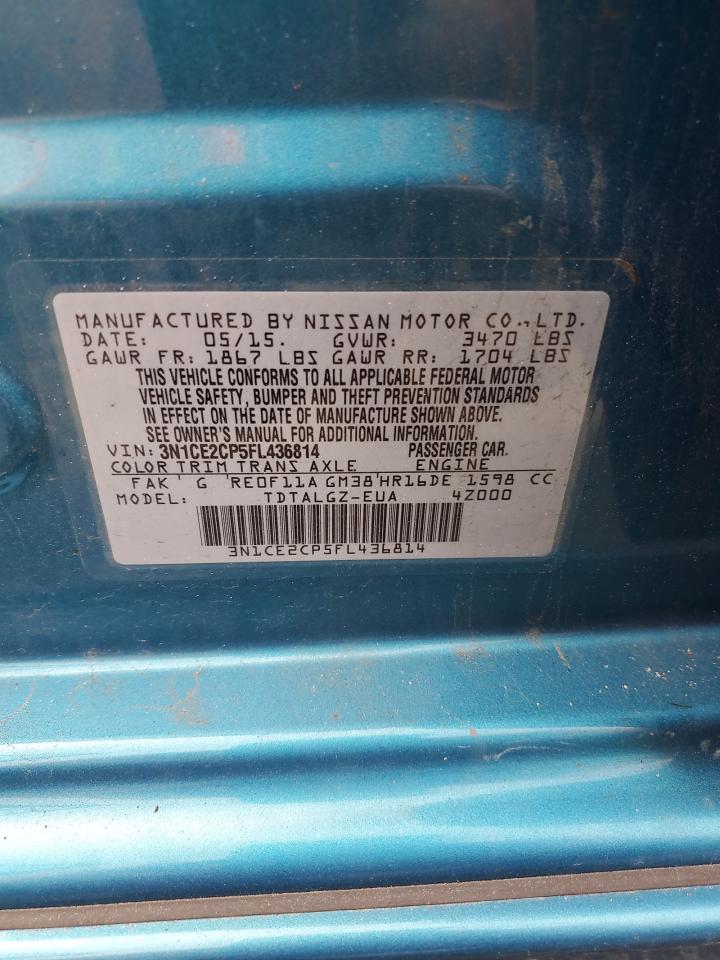 MANUFACTURED BY NISSAN MOTOR CO., LTD.
DATE: 05/15. GVWR: 3470 LBS
GAWR FR: 1867 LBS GAWR RR: 1704 LBS
THIS VEHICLE CONFORMS TO ALL APPLICABLE FEDERAL MOTOR
VEHICLE SAFETY, BUMPER AND THEFT PREVENTION STANDARDS
IN EFFECT ON THE DATE OF MANUFACTURE SHOWN ABOVE.
SEE OWNER'S MANUAL FOR ADDITIONAL INFORMATION.
VIN: 3N1CE2CP5FL436814 PASSENGER CAR.
COLOR TRIM TRANS AXLE ENGINE
FAK' G 'RE0F11A GM38'HR16DE 1598 CC
MODEL: TDTALGZ-EUA 4Z000
3N1CE2CP5FL436814